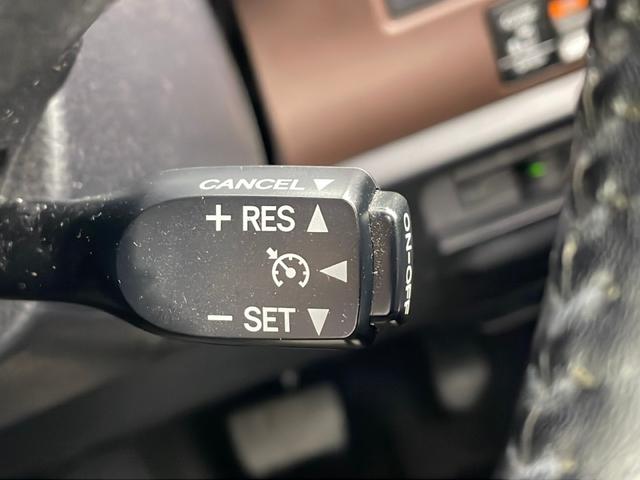 CANCEL ▼
+ RES ▲
◀
- SET ▼
ON-OFF